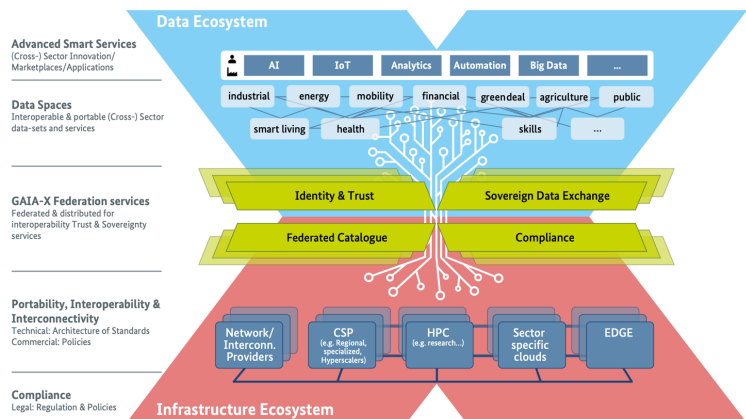 Data Ecosystem
Advanced Smart Services
(Cross-) Sector Innovation/
Marketplaces/Applications
AI
IoT
Analytics
Automation
Big Data
...
Data Spaces
Interoperable & portable (Cross-) Sector
data-sets and services
industrial
energy
mobility
financial
greendeal
agriculture
public
smart living
health
skills
...
GAIA-X Federation services
Federated & distributed for
interoperability Trust & Sovereignty
services
Identity & Trust
Sovereign Data Exchange
Federated Catalogue
Compliance
Portability, Interoperability &
Interconnectivity
Technical: Architecture of Standards
Commercial: Policies
Network/
Interconn.
Providers
CSP
(e.g. Regional,
specialized,
Hyperscalers)
HPC
(e.g. research...)
Sector
specific
clouds
EDGE
Compliance
Legal: Regulation & Policies
Infrastructure Ecosystem